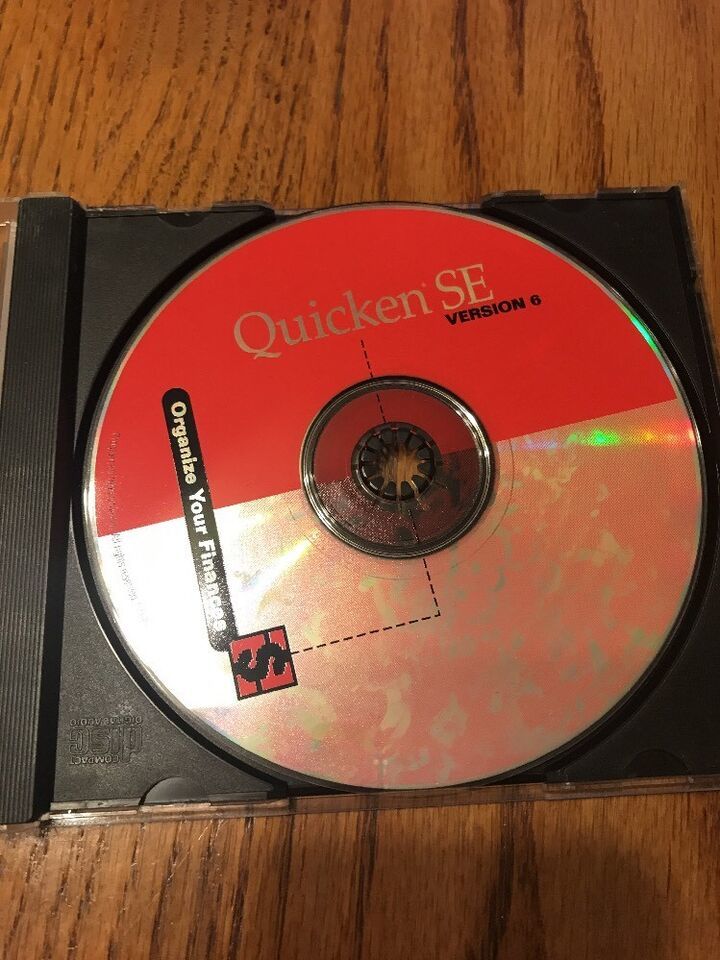 Quicken® SE
VERSION 6
Organize Your Finances
$
COMPACT
disc
DIGITAL AUDIO